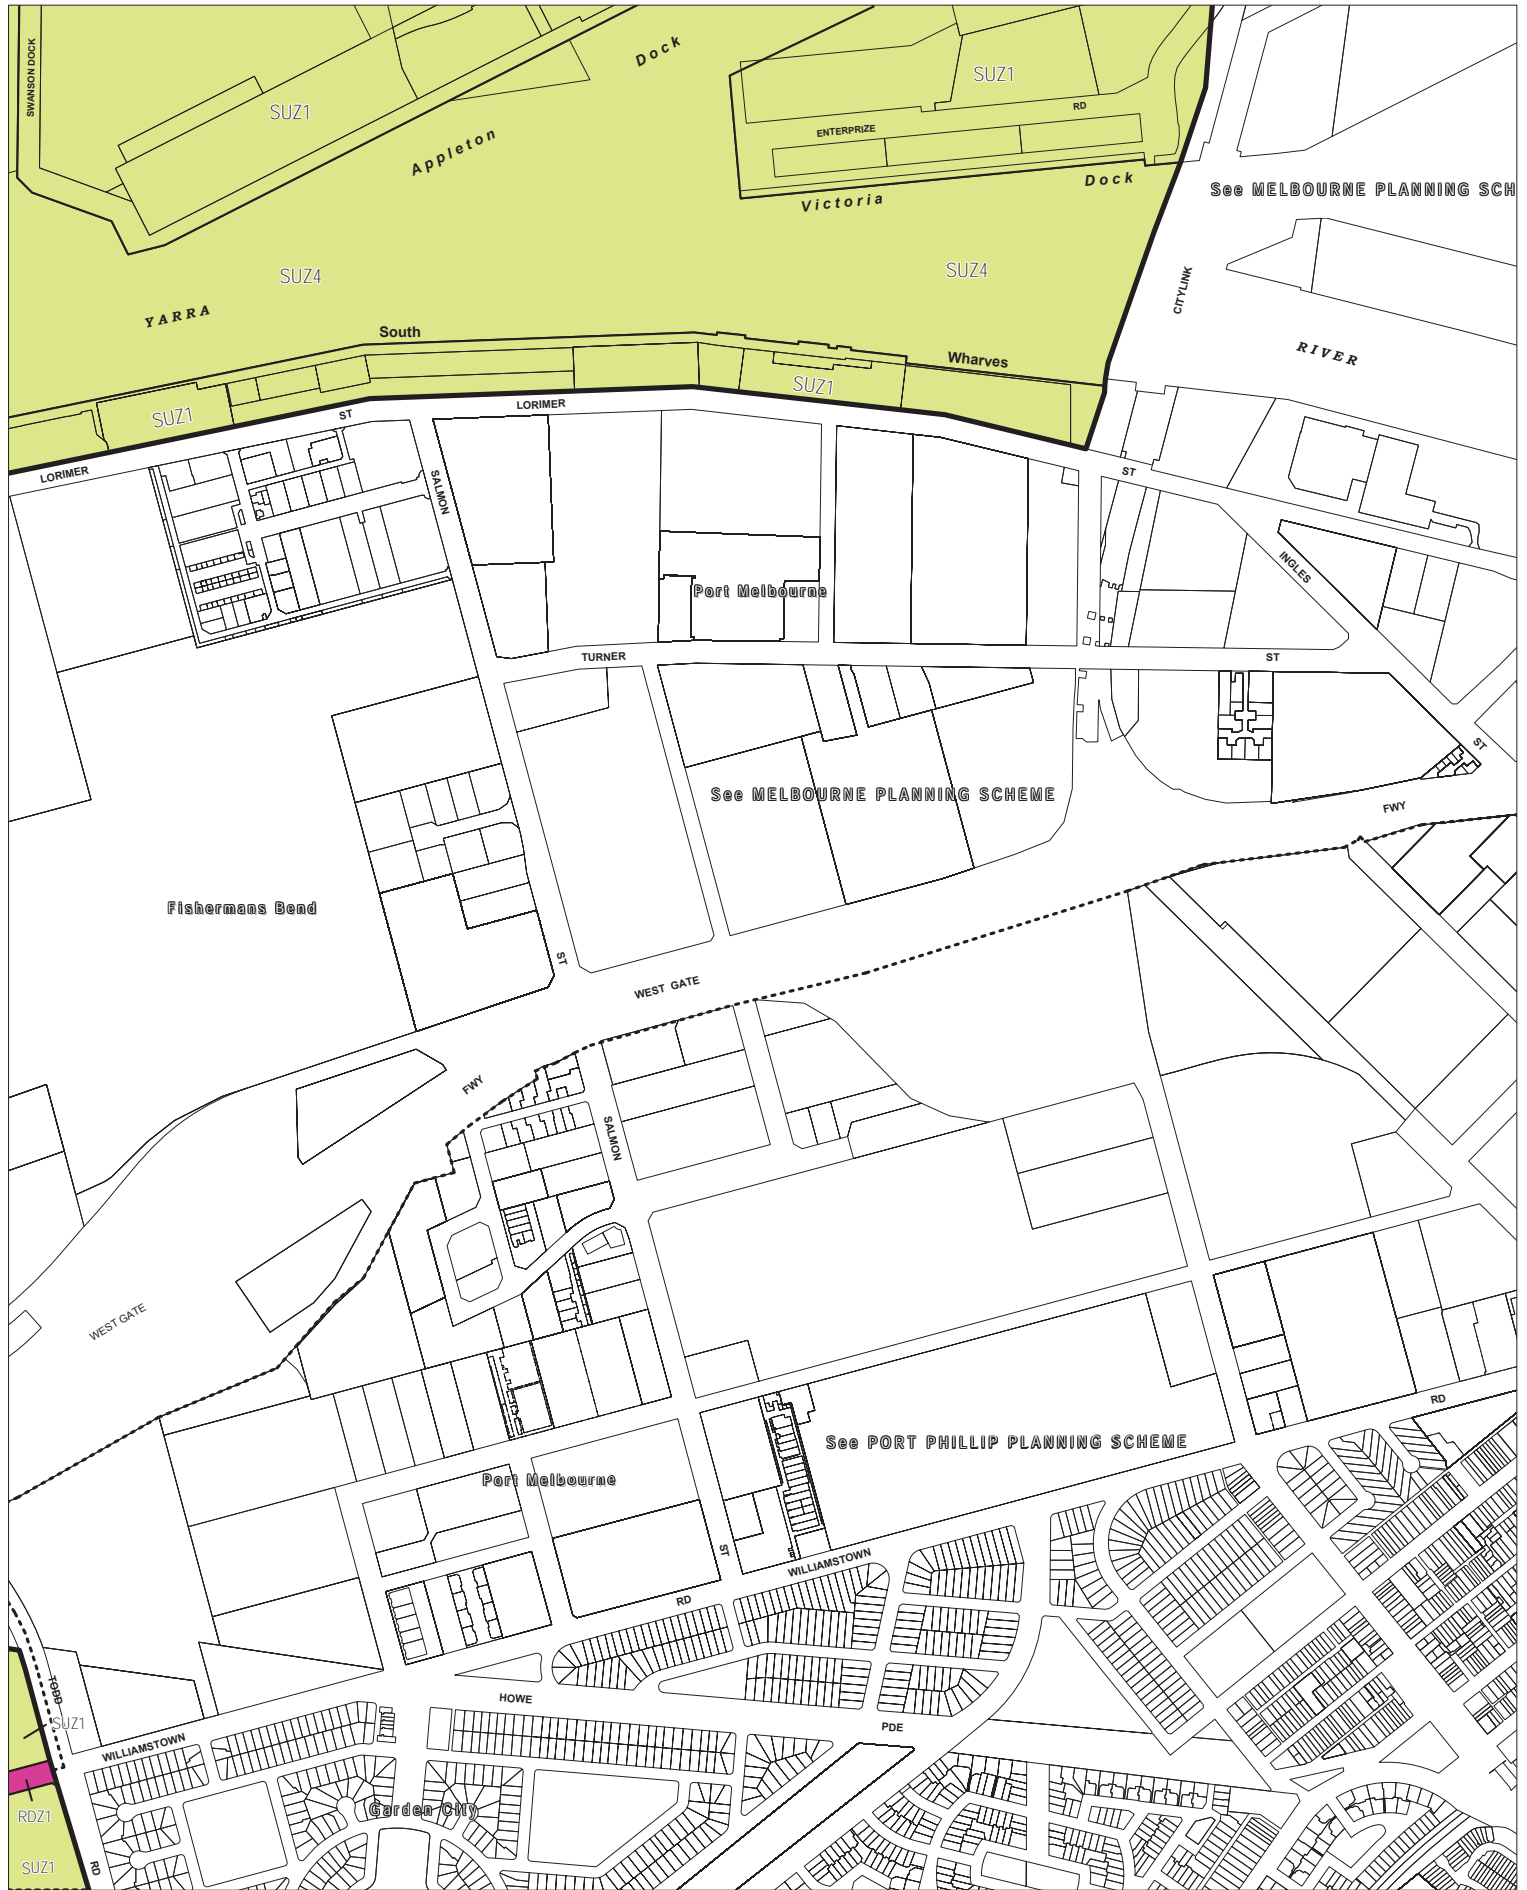 SWANSON DOCK
Dock
SUZ1
SUZ1
RD
ENTERPRIZE
Appleton
Dock
Victoria
See MELBOURNE PLANNING SCH
SUZ4
SUZ4
CITYLINK
YARRA
South
RIVER
Wharves
SUZ1
SUZ1
LORIMER
ST
LORIMER
ST
SALMON
INGLES
Port Melbourne
TURNER
ST
ST
See MELBOURNE PLANNING SCHEME
FWY
Fishermans Bend
ST
WEST GATE
FWY
SALMON
WEST GATE
RD
See PORT PHILLIP PLANNING SCHEME
Port Melbourne
ST
WILLIAMSTOWN
RD
TODD
HOWE
SUZ1
PDE
WILLIAMSTOWN
Garden City
RDZ1
SUZ1
RD